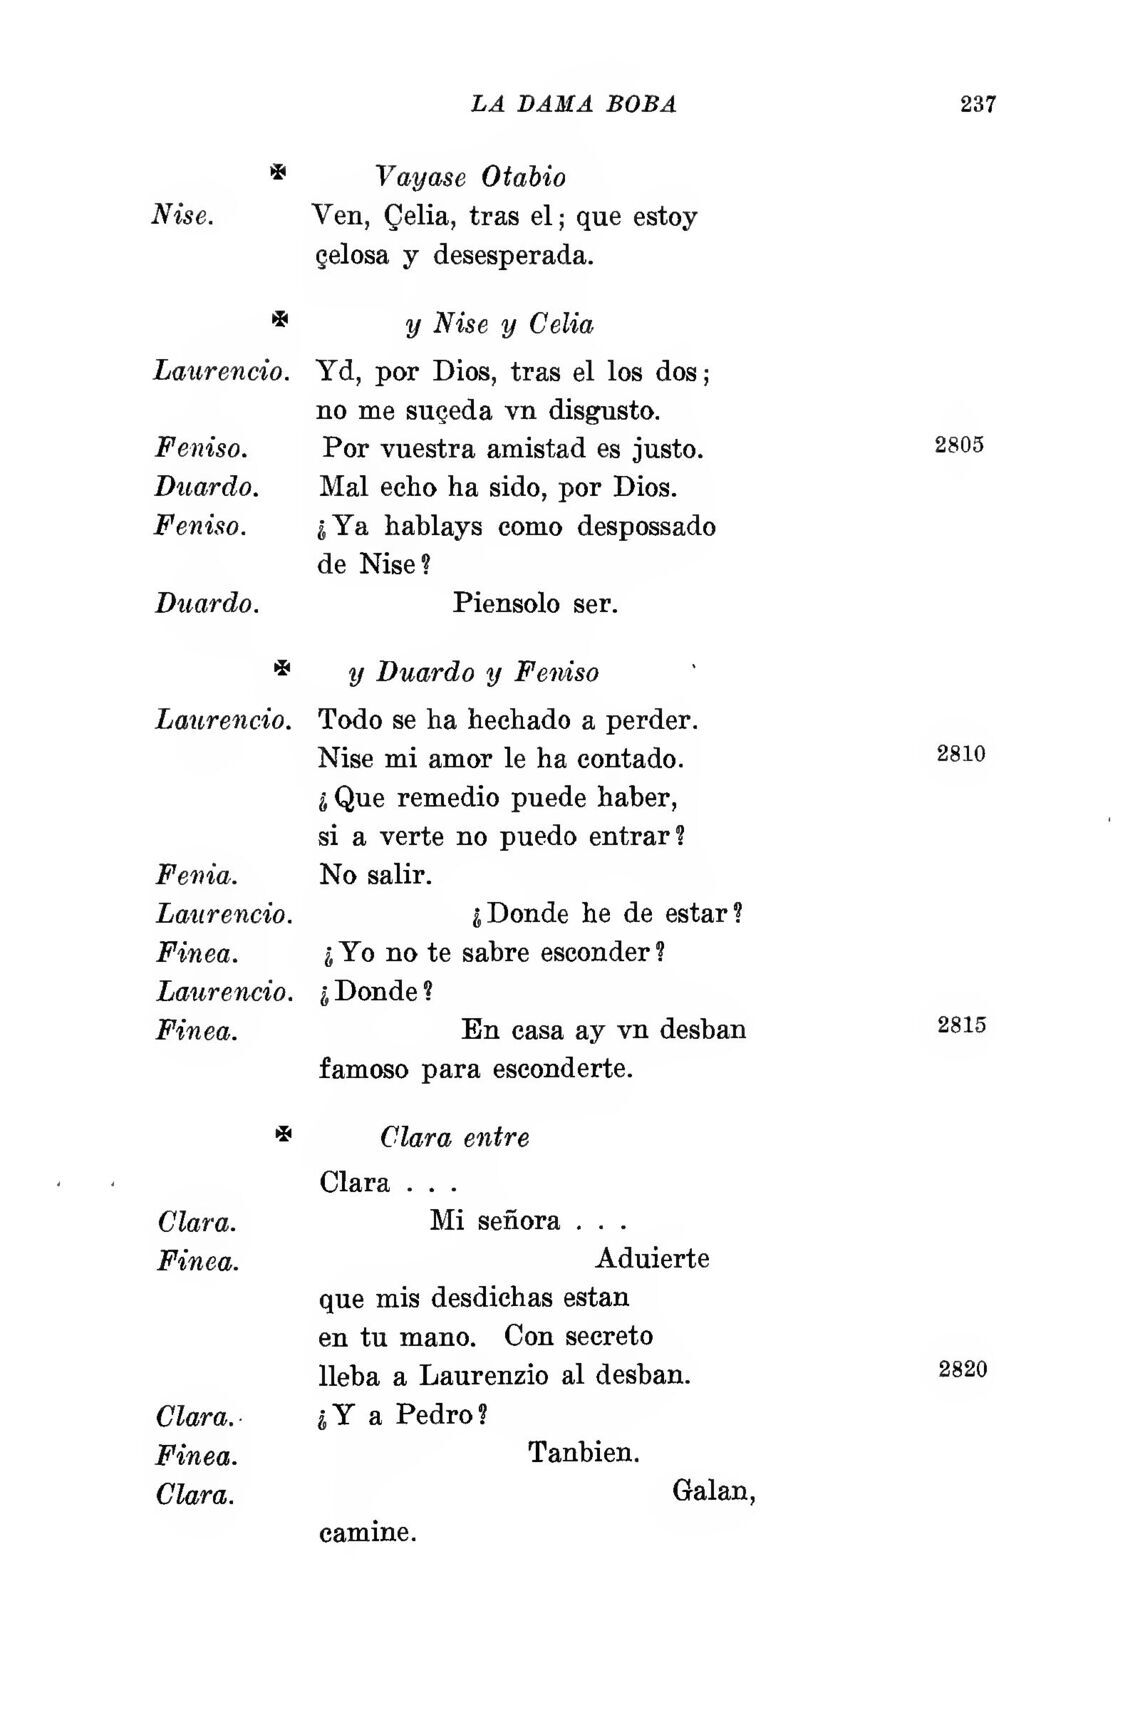 LA DAMA BOBA 237
✠ Vayase Otabio
Nise. Ven, Çelia, tras el; que estoy
çelosa y desesperada.
✠ y Nise y Celia
Laurencio. Yd, por Dios, tras el los dos;
no me suçeda vn disgusto.
Feniso. Por vuestra amistad es justo. 2805
Duardo. Mal echo ha sido, por Dios.
Feniso. ¿Ya hablays como despossado
de Nise?
Duardo. Piensolo ser.
✠ y Duardo y Feniso
Laurencio. Todo se ha hechado a perder.
Nise mi amor le ha contado. 2810
¿Que remedio puede haber,
si a verte no puedo entrar?
Fenia. No salir.
Laurencio. ¿Donde he de estar?
Finea. ¿Yo no te sabre esconder?
Laurencio. ¿Donde?
Finea. En casa ay vn desban 2815
famoso para esconderte.
✠ Clara entre
Clara . . .
Clara. Mi señora . . .
Finea. Aduierte
que mis desdichas estan
en tu mano. Con secreto
lleba a Laurenzio al desban. 2820
Clara. ¿Y a Pedro?
Finea. Tanbien.
Clara. Galan,
camine.